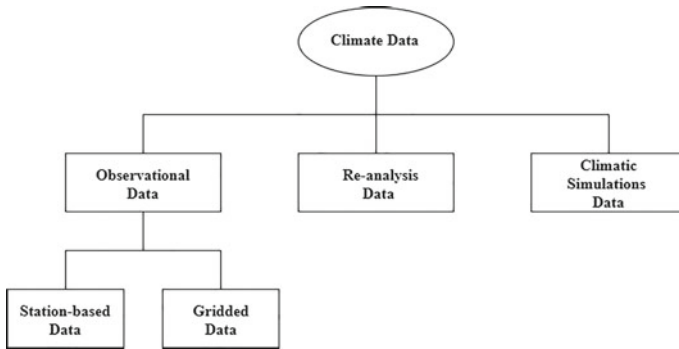 Climate Data
Observational
Data
Re-analysis
Data
Climatic
Simulations
Data
Station-based
Data
Gridded
Data